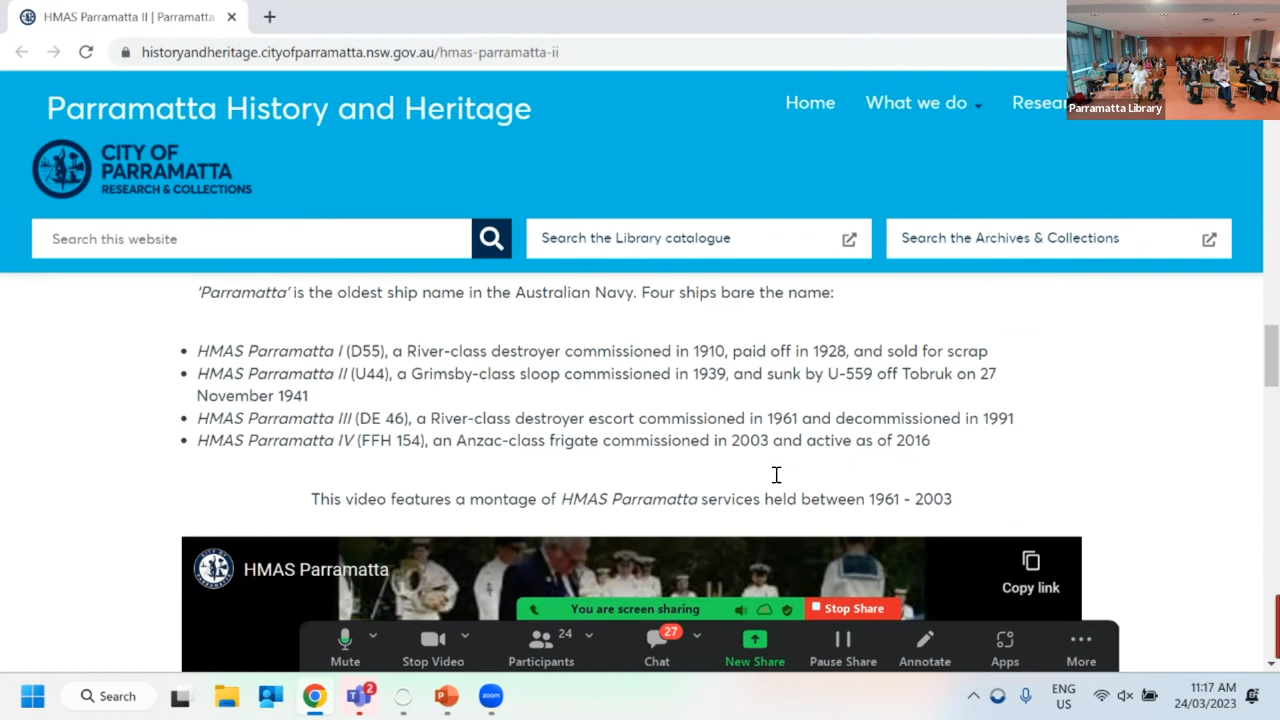 HMAS Parramatta II | Parramatta
historyandheritage.cityofparramatta.nsw.gov.au/hmas-parramatta-ii
Parramatta Library
Parramatta History and Heritage
Home
What we do
Resea
CITY OF
PARRAMATTA
RESEARCH & COLLECTIONS
Search this website
Search the Library catalogue
Search the Archives & Collections
'Parramatta' is the oldest ship name in the Australian Navy. Four ships bare the name:
• HMAS Parramatta I (D55), a River-class destroyer commissioned in 1910, paid off in 1928, and sold for scrap
• HMAS Parramatta II (U44), a Grimsby-class sloop commissioned in 1939, and sunk by U-559 off Tobruk on 27
November 1941
• HMAS Parramatta III (DE 46), a River-class destroyer escort commissioned in 1961 and decommissioned in 1991
• HMAS Parramatta IV (FFH 154), an Anzac-class frigate commissioned in 2003 and active as of 2016
This video features a montage of HMAS Parramatta services held between 1961 - 2003
HMAS Parramatta
Copy link
You are screen sharing
Stop Share
24
27
Mute
Stop Video
Participants
Chat
New Share
Pause Share
Annotate
Apps
More
Search
2
zoom
ENG
US
11:17 AM
24/03/2023